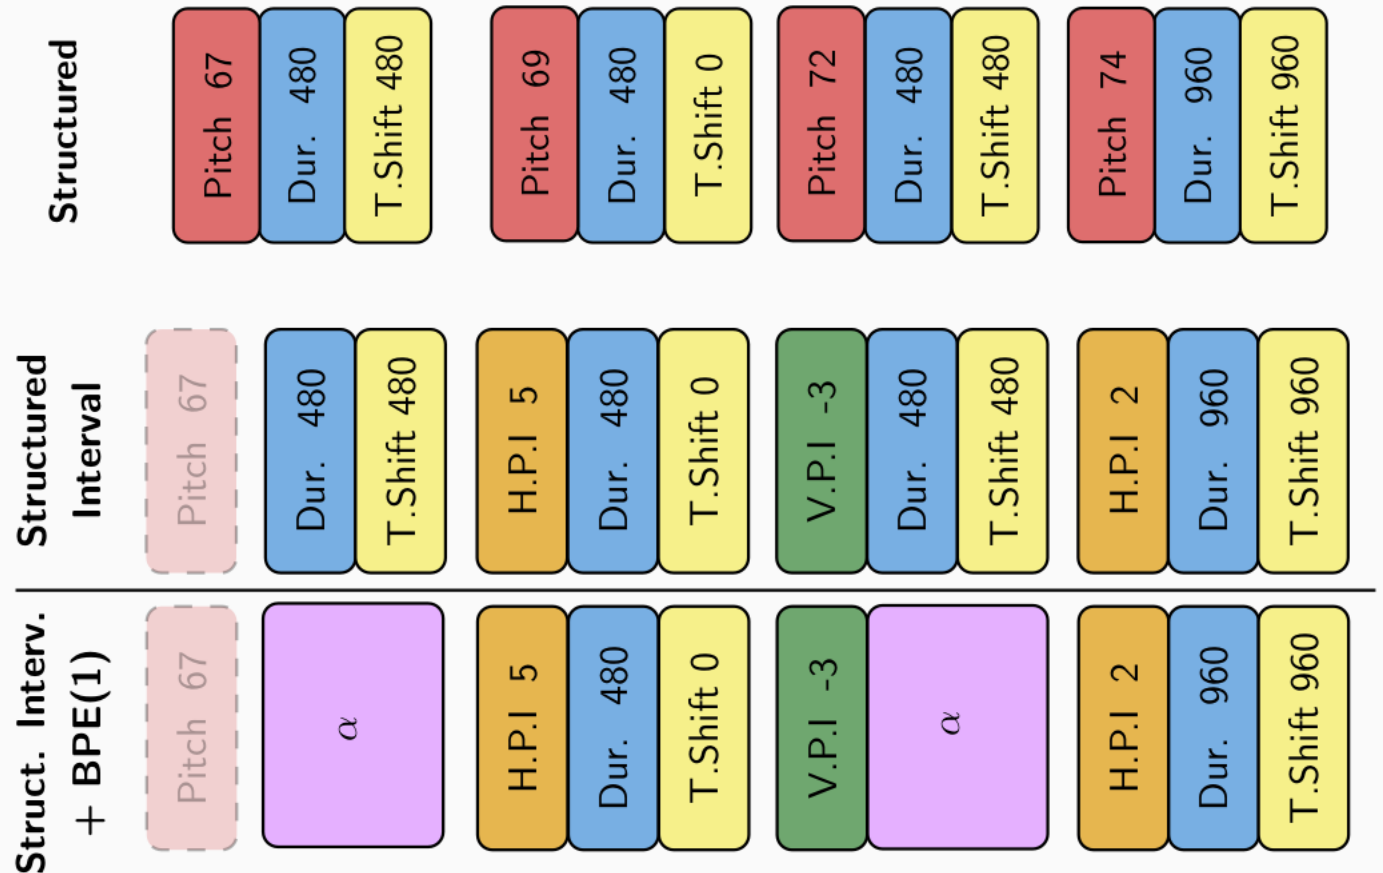 Structured
Pitch 67
Dur. 480
T.Shift 480
Pitch 69
Dur. 480
T.Shift 0
Pitch 72
Dur. 480
T.Shift 480
Pitch 74
Dur. 960
T.Shift 960
Structured
Interval
Pitch 67
Dur. 480
T.Shift 480
H.P.I 5
Dur. 480
T.Shift 0
V.P.I -3
Dur. 480
T.Shift 480
H.P.I 2
Dur. 960
T.Shift 960
Struct. Interv.
+ BPE(1)
Pitch 67
α
H.P.I 5
Dur. 480
T.Shift 0
V.P.I -3
α
H.P.I 2
Dur. 960
T.Shift 960